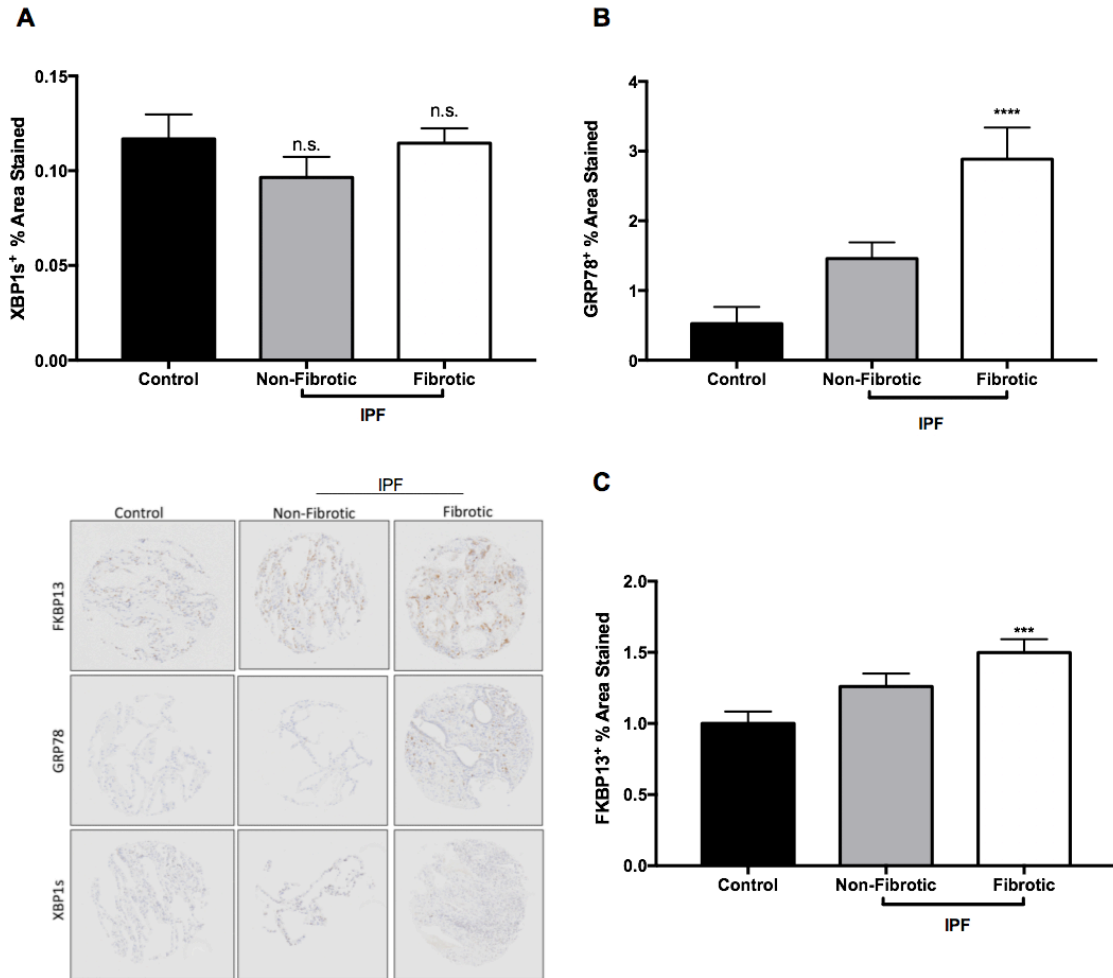 A
XBP1s⁺ % Area Stained
0.15
0.10
0.05
0.00
n.s.
n.s.
Control
Non-Fibrotic
Fibrotic
IPF
B
GRP78⁺ % Area Stained
4
3
2
1
0
****
Control
Non-Fibrotic
Fibrotic
IPF
IPF
Control
Non-Fibrotic
Fibrotic
FKBP13
GRP78
XBP1s
C
FKBP13⁺ % Area Stained
2.0
1.5
1.0
0.5
0.0
***
Control
Non-Fibrotic
Fibrotic
IPF